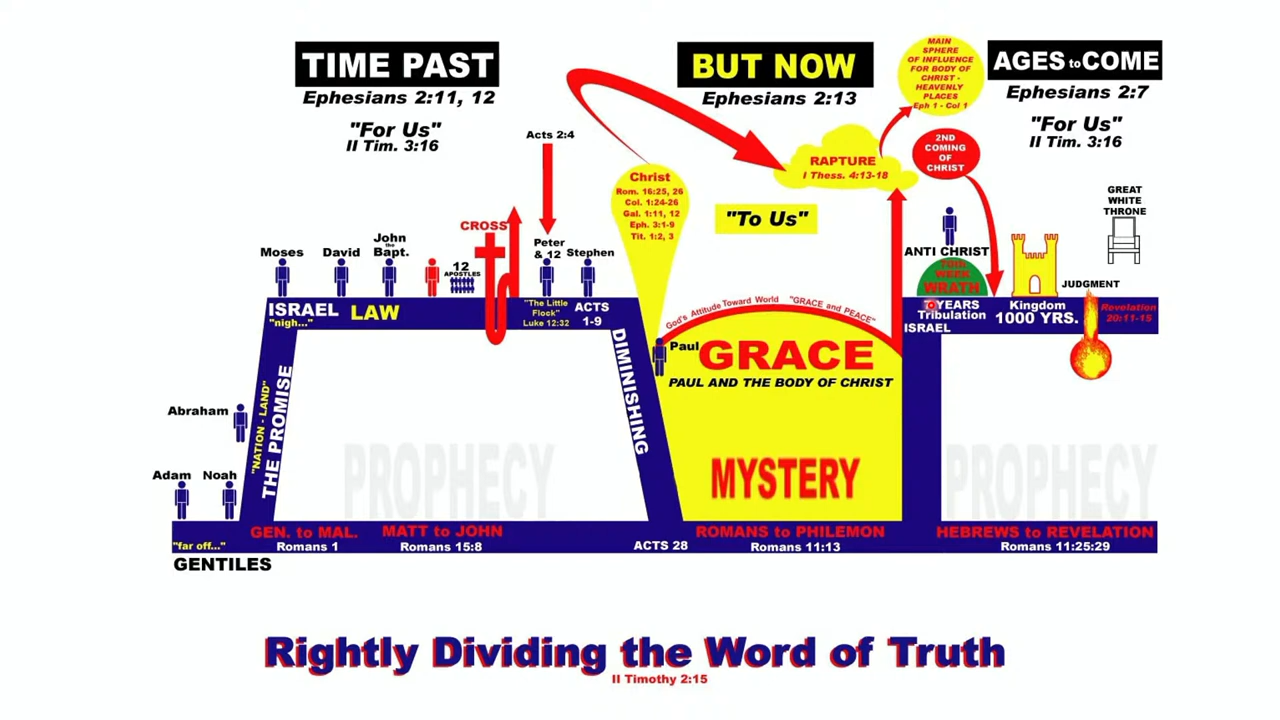 TIME PAST
Ephesians 2:11, 12
"For Us"
II Tim. 3:16
BUT NOW
Ephesians 2:13
MAIN
SPHERE
OF INFLUENCE
FOR BODY OF
CHRIST -
HEAVENLY
PLACES
Eph 1 - Col 1
AGES to COME
Ephesians 2:7
"For Us"
II Tim. 3:16
Acts 2:4
RAPTURE
I Thess. 4:13-18
2ND
COMING
OF
CHRIST
Christ
Rom. 16:25, 26
Col. 1:24-26
Gal. 1:11, 12
Eph. 3:1-9
Tit. 1:2, 3
"To Us"
GREAT
WHITE
THRONE
Moses
David
John
the
Bapt.
12
APOSTLES
CROSS
Peter
& 12
Stephen
ANTI CHRIST
WEEK
WRATH
JUDGMENT
ISRAEL LAW
"nigh..."
"The Little
Flock"
Luke 12:32
ACTS
1-9
God's Attitude Toward World "GRACE and PEACE"
YEARS
Tribulation
ISRAEL
Kingdom
1000 YRS.
Revelation
20:11-15
DIMINISHING
Paul
GRACE
PAUL AND THE BODY OF CHRIST
Abraham
"NATION - LAND"
THE PROMISE
Adam
Noah
PROPHECY
MYSTERY
PROPHECY
GEN. to MAL.
Romans 1
MATT to JOHN
Romans 15:8
ACTS 28
ROMANS to PHILEMON
Romans 11:13
HEBREWS to REVELATION
Romans 11:25:29
"far off..."
GENTILES
Rightly Dividing the Word of Truth
II Timothy 2:15